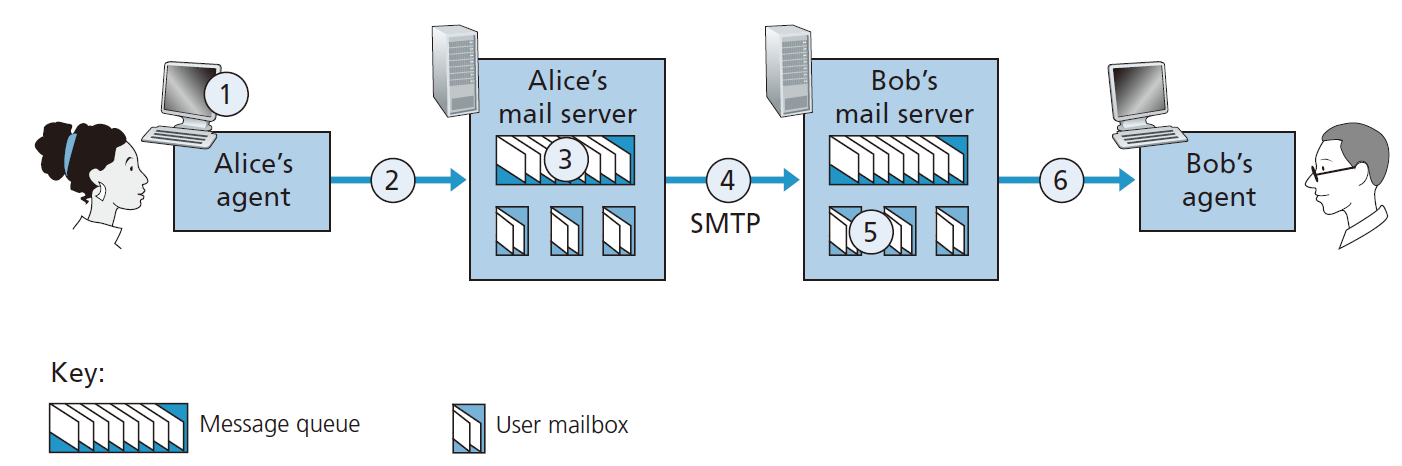 1
Alice's
agent
2
Alice's
mail server
3
4
SMTP
Bob's
mail server
5
6
Bob's
agent
Key:
Message queue
User mailbox